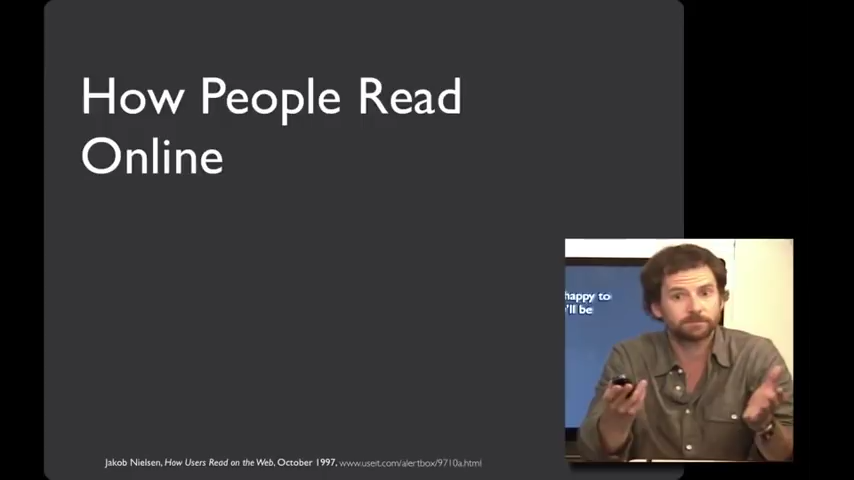 How People Read
Online
happy to
'll be
Jakob Nielsen, How Users Read on the Web, October 1997, www.useit.com/alertbox/9710a.html